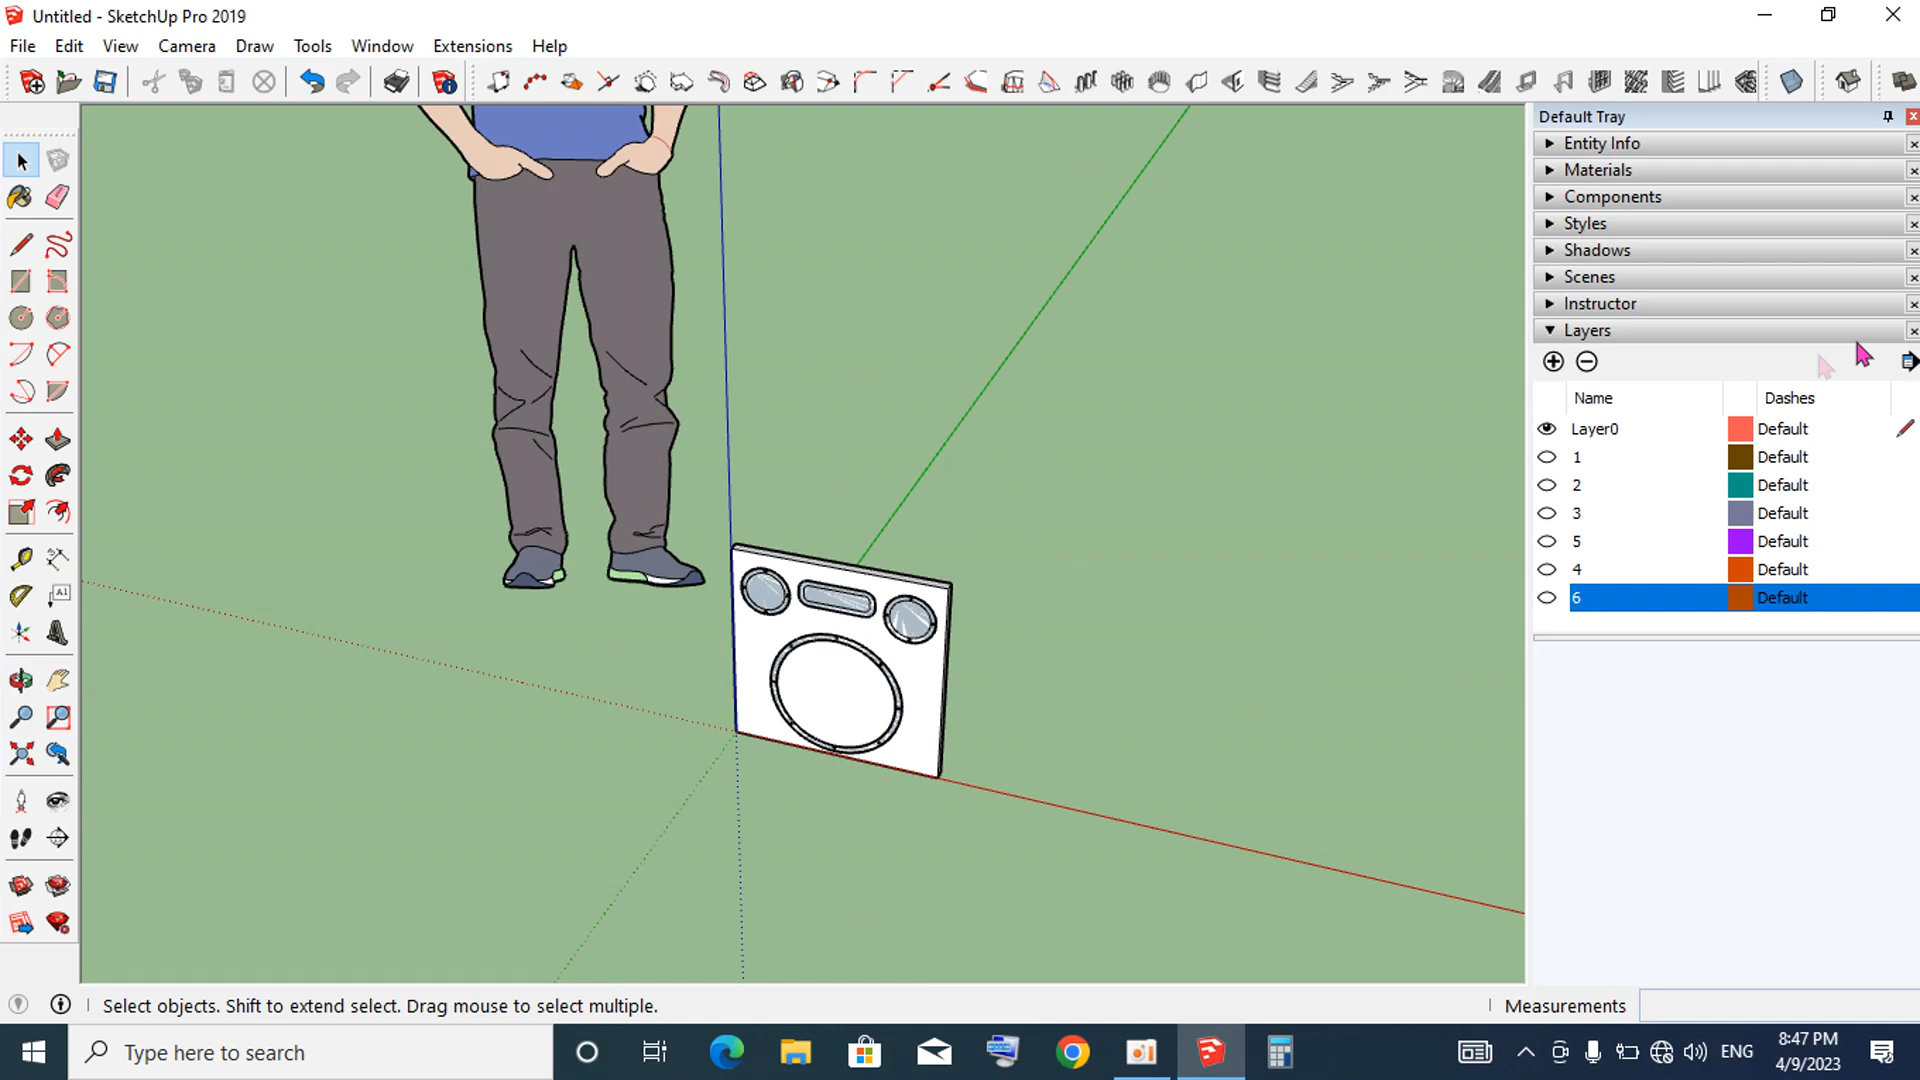 Untitled - SketchUp Pro 2019
File Edit View Camera Draw Tools Window Extensions Help
Default Tray
Entity Info
Materials
Components
Styles
Shadows
Scenes
Instructor
Layers
Name Dashes
Layer0 Default
1 Default
2 Default
3 Default
5 Default
4 Default
6 Default
A1
Select objects. Shift to extend select. Drag mouse to select multiple.
Measurements
Type here to search
ENG
8:47 PM
4/9/2023